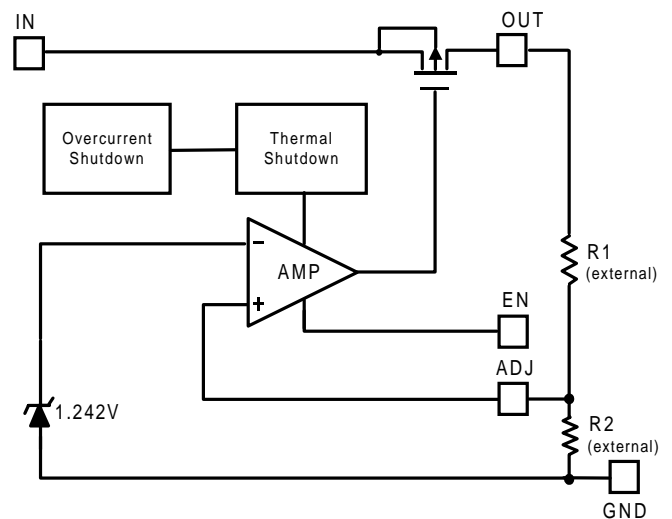 IN
OUT
Overcurrent
Shutdown
Thermal
Shutdown
−
AMP
+
R1
(external)
EN
ADJ
1.242V
R2
(external)
GND